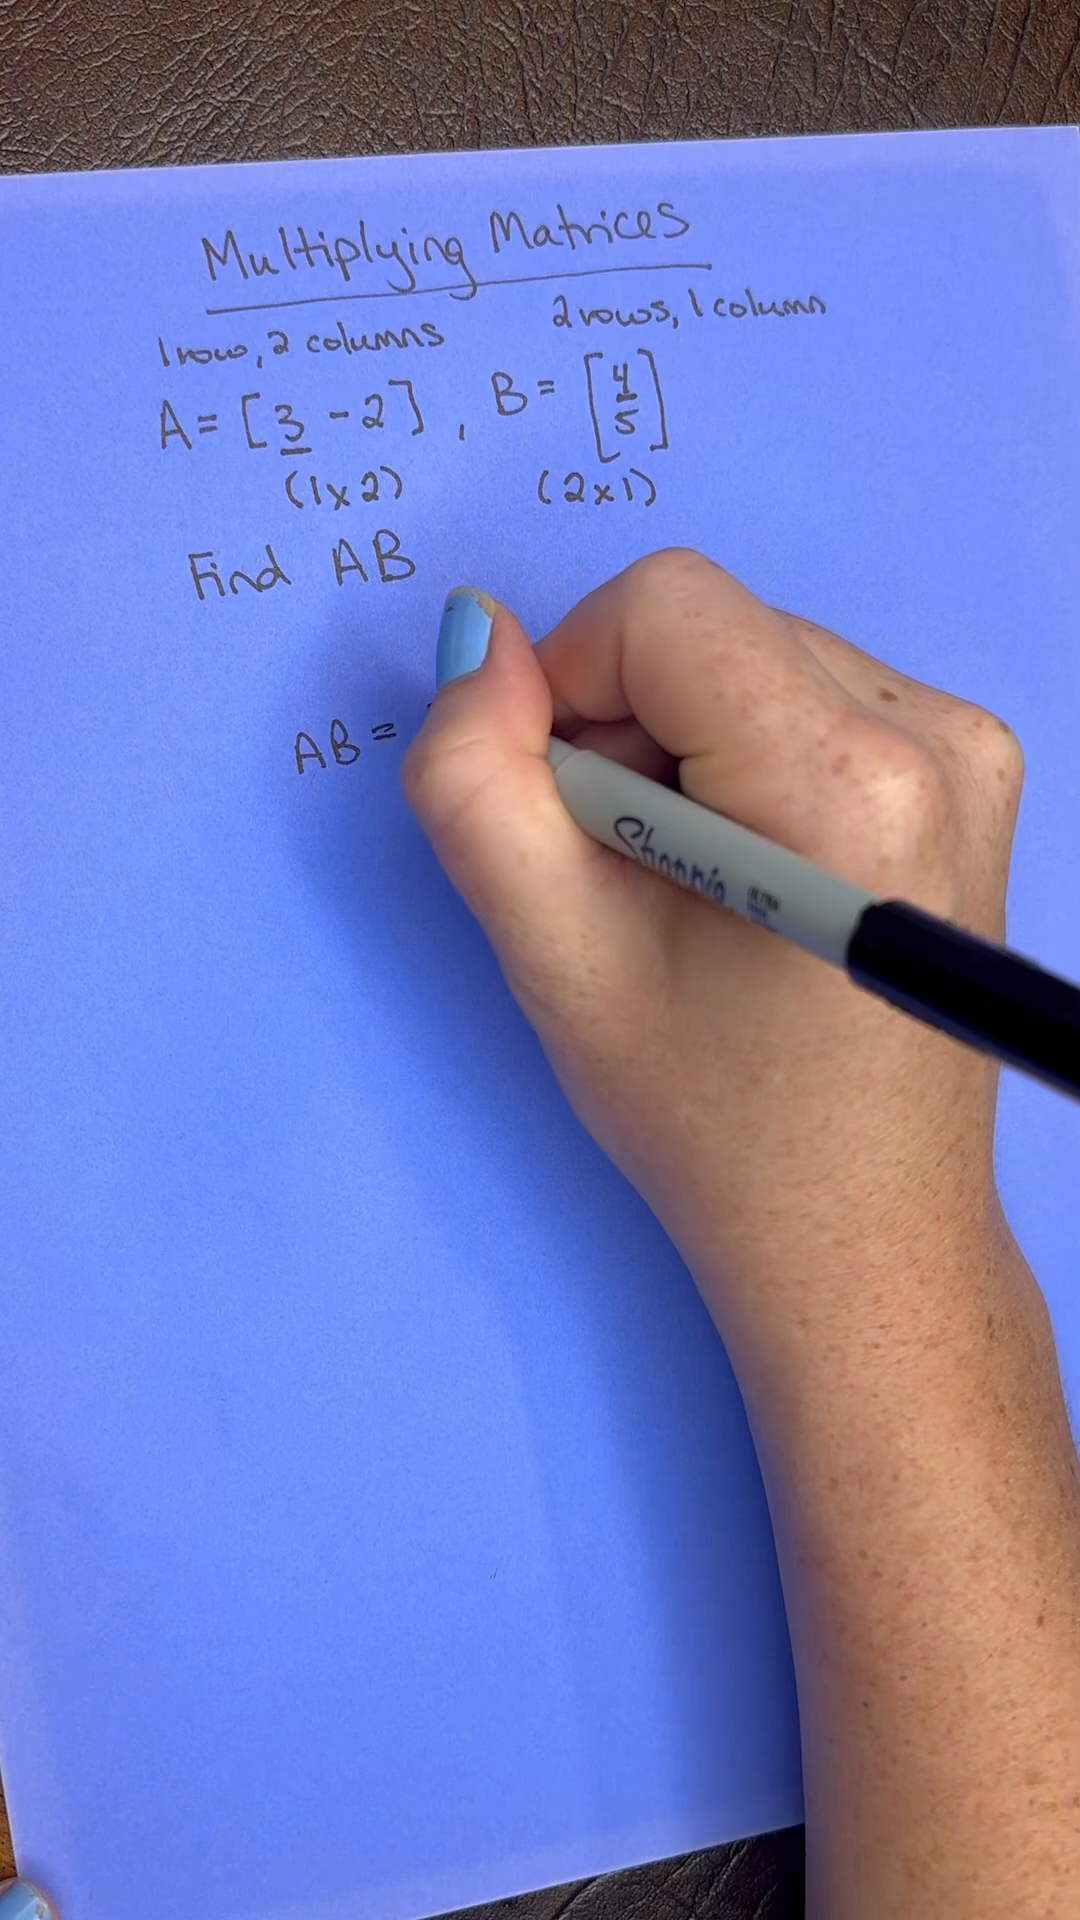 Multiplying Matrices
1 row, 2 columns
2 rows, 1 column
A = [3 -2] , B = [4
5]
(1x2) (2x1)
Find AB
AB =
Sharpie
ULTRA